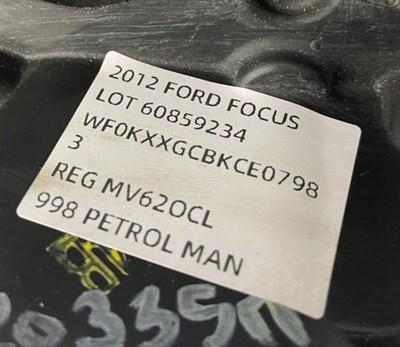 2012 FORD FOCUS
LOT 60859234
WF0KXXGCBKCE0798
3
REG MV62OCL
998 PETROL MAN